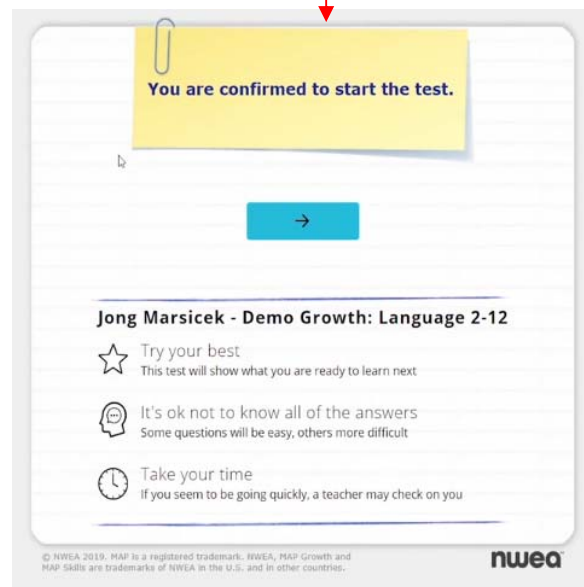 You are confirmed to start the test.
Jong Marsicek - Demo Growth: Language 2-12
Try your best
This test will show what you are ready to learn next
It's ok not to know all of the answers
Some questions will be easy, others more difficult
Take your time
If you seem to be going quickly, a teacher may check on you
© NWEA 2019. MAP is a registered trademark. NWEA, MAP Growth and
MAP Skills are trademarks of NWEA in the U.S. and in other countries.
nwea